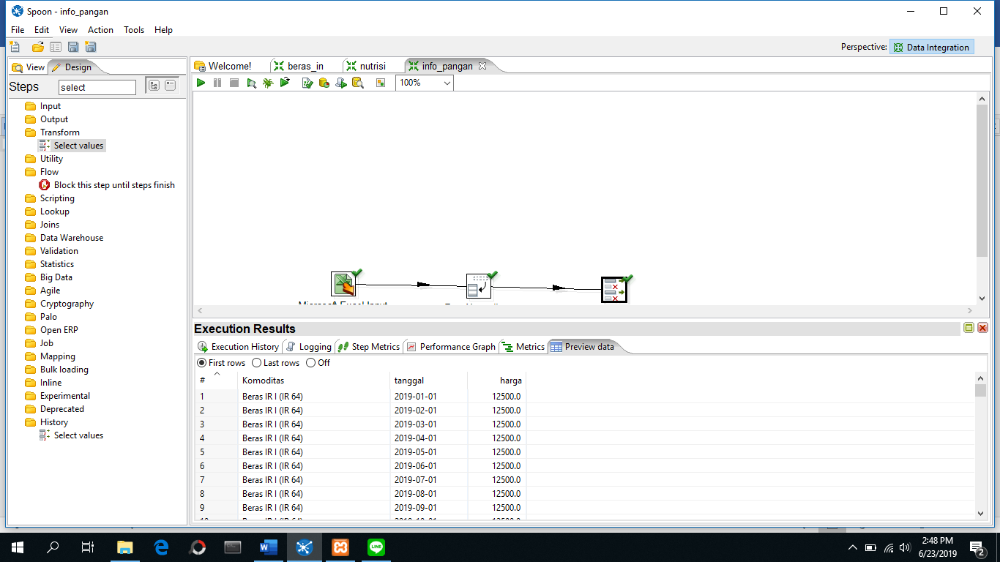 Spoon - info_pangan
File Edit View Action Tools Help
Perspective: Data Integration
View Design
Welcome! beras_in nutrisi info_pangan
Steps select
100%
Input
Output
Transform
Select values
Utility
Flow
Block this step until steps finish
Scripting
Lookup
Joins
Data Warehouse
Validation
Statistics
Big Data
Agile
Cryptography
Palo
Open ERP
Job
Mapping
Bulk loading
Inline
Experimental
Deprecated
History
Select values
Microsoft Excel Input
Execution Results
Execution History Logging Step Metrics Performance Graph Metrics Preview data
First rows Last rows Off
# Komoditas tanggal harga
1 Beras IR I (IR 64) 2019-01-01 12500.0
2 Beras IR I (IR 64) 2019-02-01 12500.0
3 Beras IR I (IR 64) 2019-03-01 12500.0
4 Beras IR I (IR 64) 2019-04-01 12500.0
5 Beras IR I (IR 64) 2019-05-01 12500.0
6 Beras IR I (IR 64) 2019-06-01 12500.0
7 Beras IR I (IR 64) 2019-07-01 12500.0
8 Beras IR I (IR 64) 2019-08-01 12500.0
9 Beras IR I (IR 64) 2019-09-01 12500.0
LINE
2:48 PM
6/23/2019
2